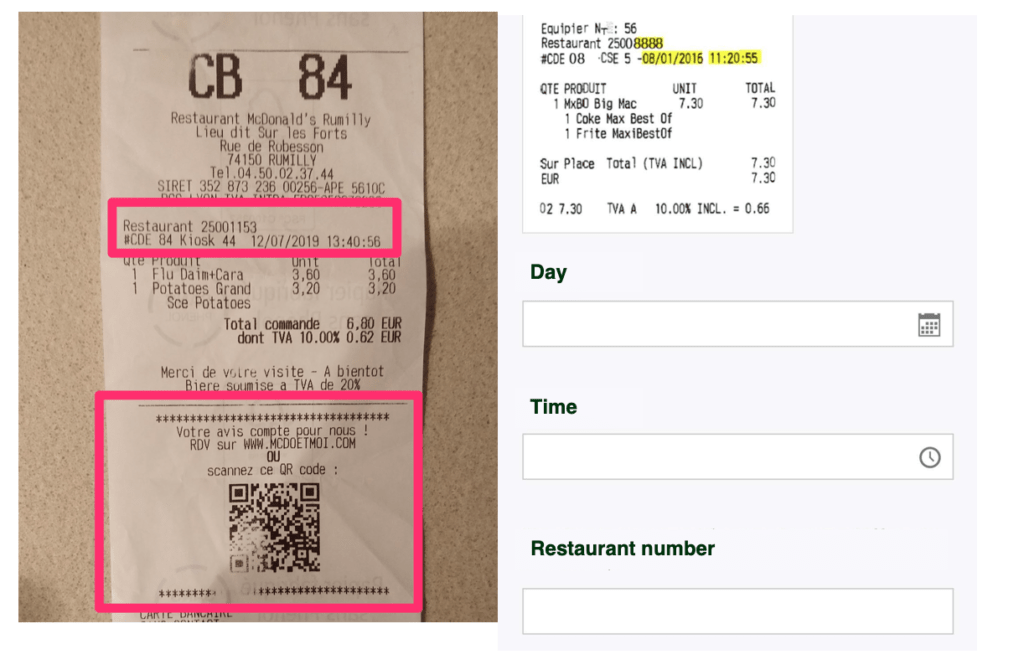 CB 84
Restaurant McDonald's Rumilly
Lieu dit Sur les Forts
Rue de Robesson
74150 RUMILLY
Tel.04.50.02.37.44
SIRET 352 873 236 00256-APE 5610C
Restaurant 25001153
#CDE 84 Kiosk 44 12/07/2019 13:40:56
Qte Produit Unit Total
1 Flu Daim+Cara 3,60 3,60
1 Potatoes Grand 3,20 3,20
Sce Potatoes
Total commande 6,80 EUR
dont TVA 10.00% 0.62 EUR
Merci de votre visite - A bientot
Biere soumise a TVA de 20%
************************************
Votre avis compte pour nous !
RDV sur WWW.MCDOETMOI.COM
OU
scannez ce QR code :
CARTE BANCAIRE
Equipier : 56
Restaurant 25008888
#CDE 08 CSE 5 -08/01/2016 11:20:55
QTE PRODUIT UNIT TOTAL
1 MxBO Big Mac 7.30 7.30
1 Coke Max Best Of
1 Frite MaxiBestOf
Sur Place Total (TVA INCL) 7.30
EUR 7.30
02 7.30 TVA A 10.00% INCL. = 0.66
Day
Time
Restaurant number